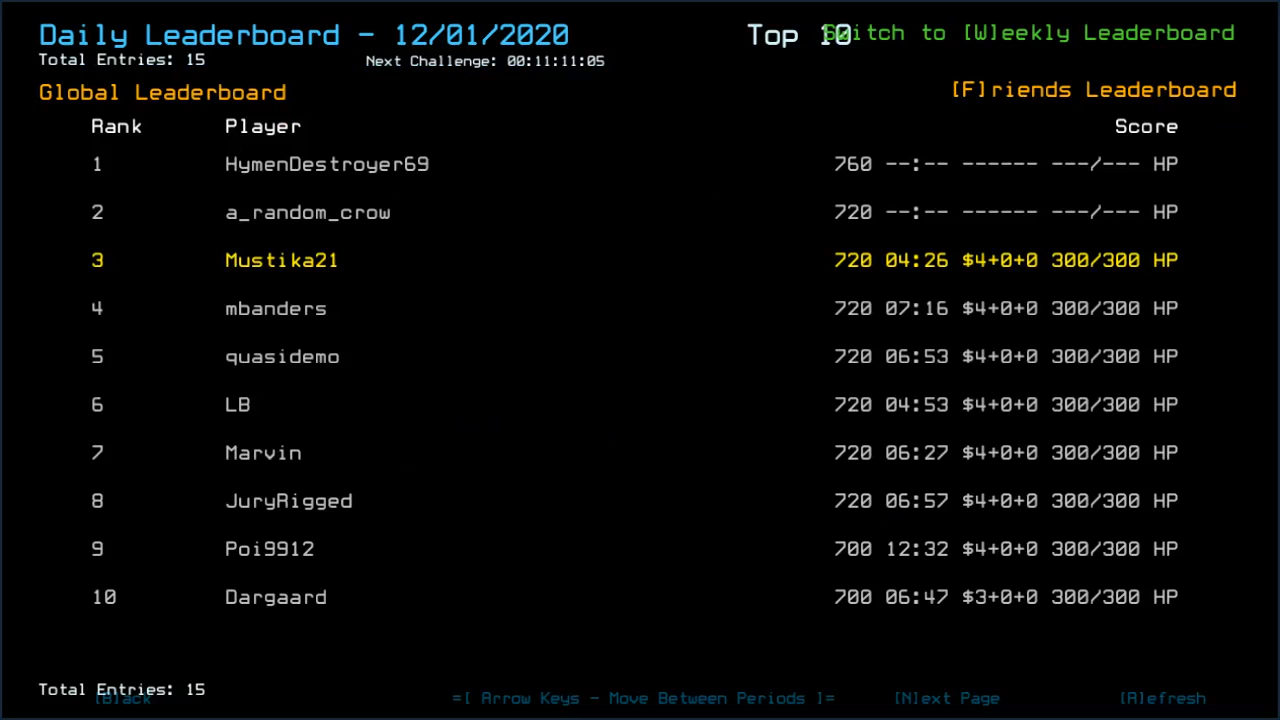 Daily Leaderboard - 12/01/2020 Top 10 Switch to [W]eekly Leaderboard
Total Entries: 15 Next Challenge: 00:11:11:05
Global Leaderboard [F]riends Leaderboard
Rank Player Score
1 HymenDestroyer69 760 --:-- ------ ---/--- HP
2 a_random_crow 720 --:-- ------ ---/--- HP
3 Mustika21 720 04:26 $4+0+0 300/300 HP
4 mbanders 720 07:16 $4+0+0 300/300 HP
5 quasidemo 720 06:53 $4+0+0 300/300 HP
6 LB 720 04:53 $4+0+0 300/300 HP
7 Marvin 720 06:27 $4+0+0 300/300 HP
8 JuryRigged 720 06:57 $4+0+0 300/300 HP
9 Poi9912 700 12:32 $4+0+0 300/300 HP
10 Dargaard 700 06:47 $3+0+0 300/300 HP
Total Entries: 15
[B]ack =[ Arrow Keys - Move Between Periods ]= [N]ext Page [R]efresh